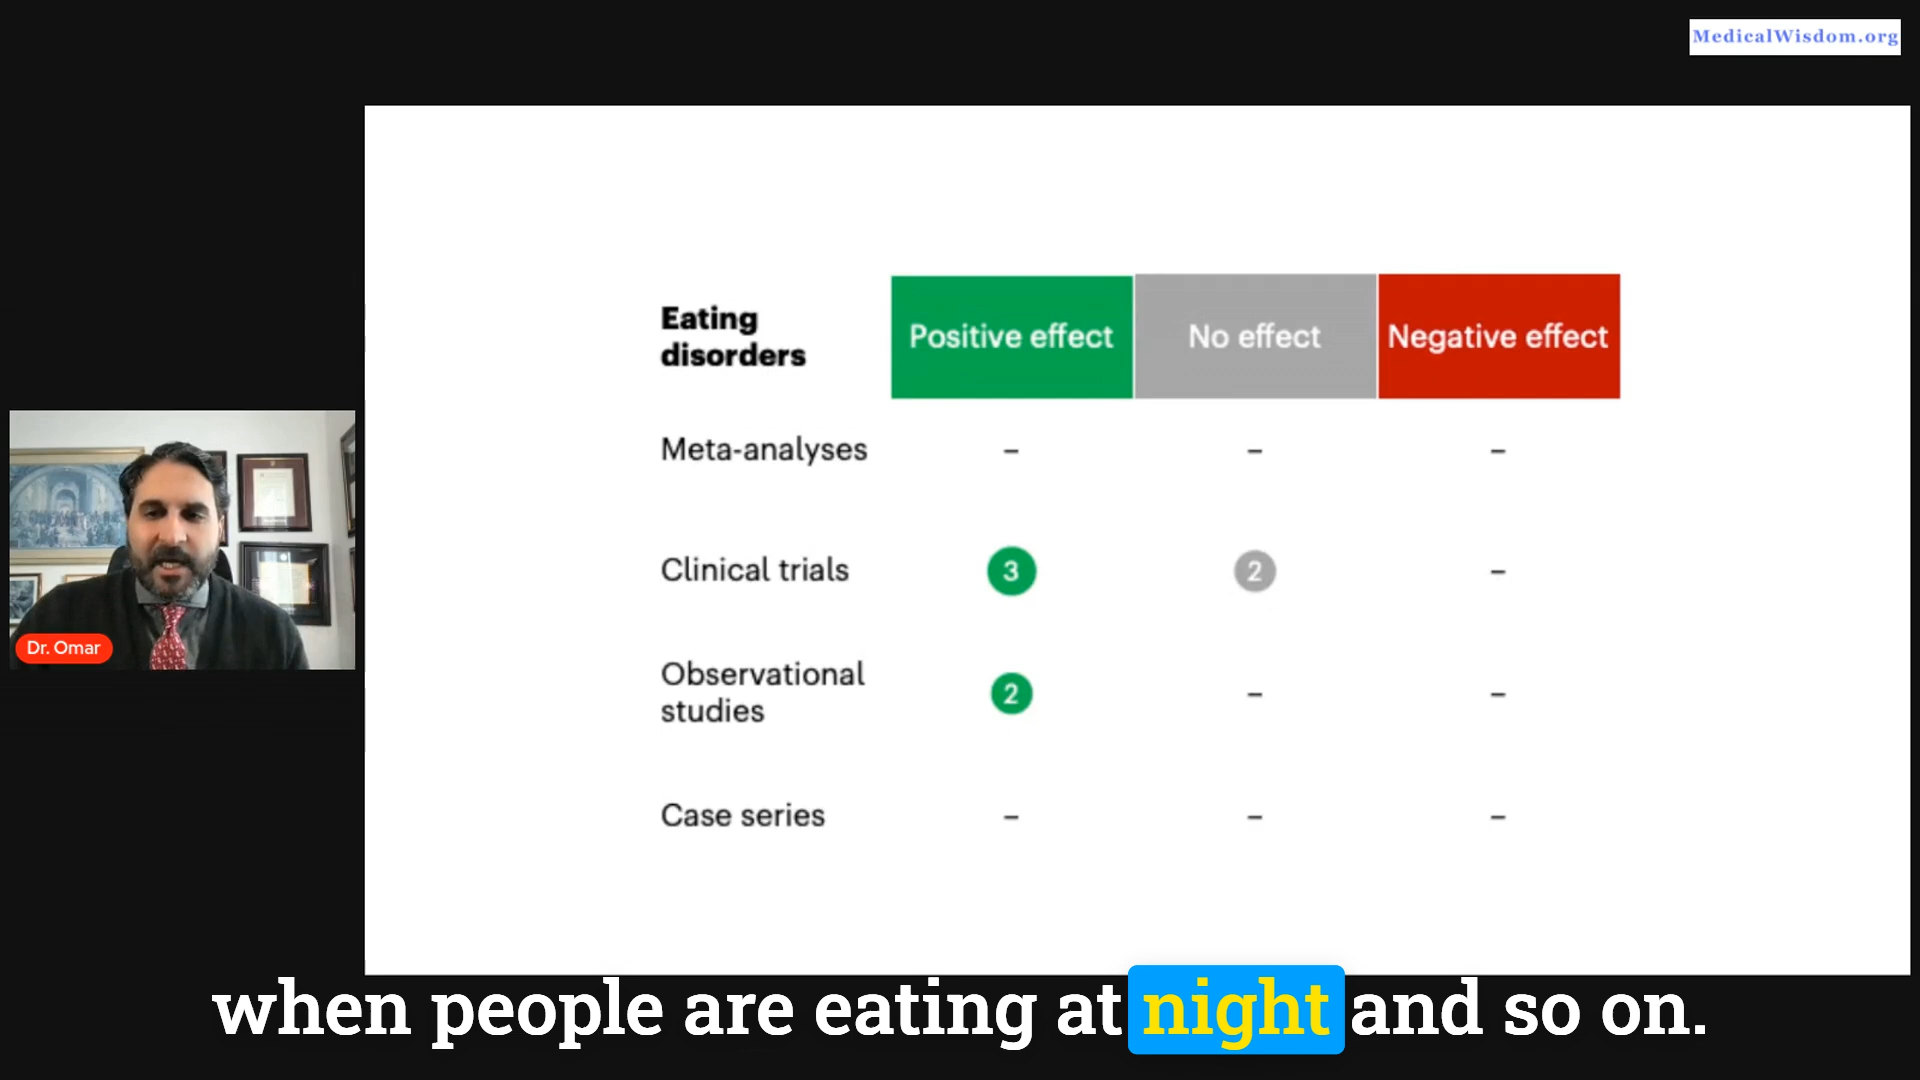 MedicalWisdom.org
Eating
disorders
Positive effect
No effect
Negative effect
Meta-analyses
–
–
–
Clinical trials
3
2
–
Observational
studies
2
–
–
Case series
–
–
–
Dr. Omar
when people are eating at night and so on.